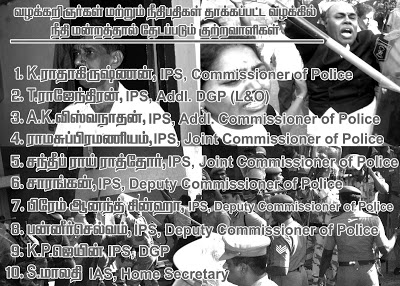 வழக்கறிஞர்கள் மற்றும் நீதிபதிகள் தாக்கப்பட்ட வழக்கில்
நீதி மன்றத்தால் தேடப்படும் குற்றவாளிகள்
1. K.ராதாகிருஷ்ணன், IPS, Commissioner of Police
2. T.ராஜேந்திரன், IPS, Addl. DGP (L&O)
3. A.K.விஸ்வநாதன், IPS, Addl. Commissioner of Police
4. ராமசுப்பிரமணியம், IPS, Joint Commissioner of Police
5. சந்தீப் ராய் ராத்தோர், IPS, Joint Commissioner of Police
6. சாரங்கன், IPS, Deputy Commissioner of Police
7. பிரேம் ஆனந்த் சின்ஹா, IPS, Deputy Commissioner of Police
8. பன்னீர்செல்வம், IPS, Deputy Commissioner of Police
9. K.P.ஜெயின், IPS, DGP
10. S.மாலதி IAS, Home Secretary